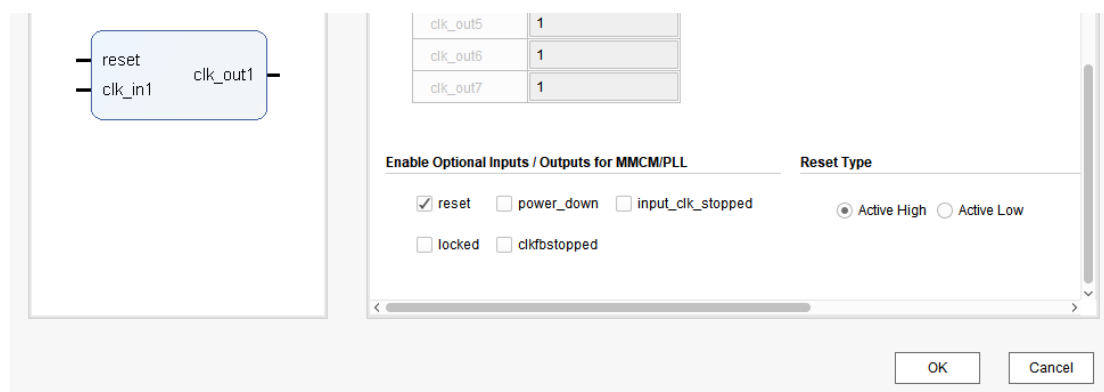 reset
clk_in1
clk_out1
clk_out5 1
clk_out6 1
clk_out7 1
Enable Optional Inputs / Outputs for MMCM/PLL
reset power_down input_clk_stopped
locked clkfbstopped
Reset Type
Active High Active Low
OK Cancel